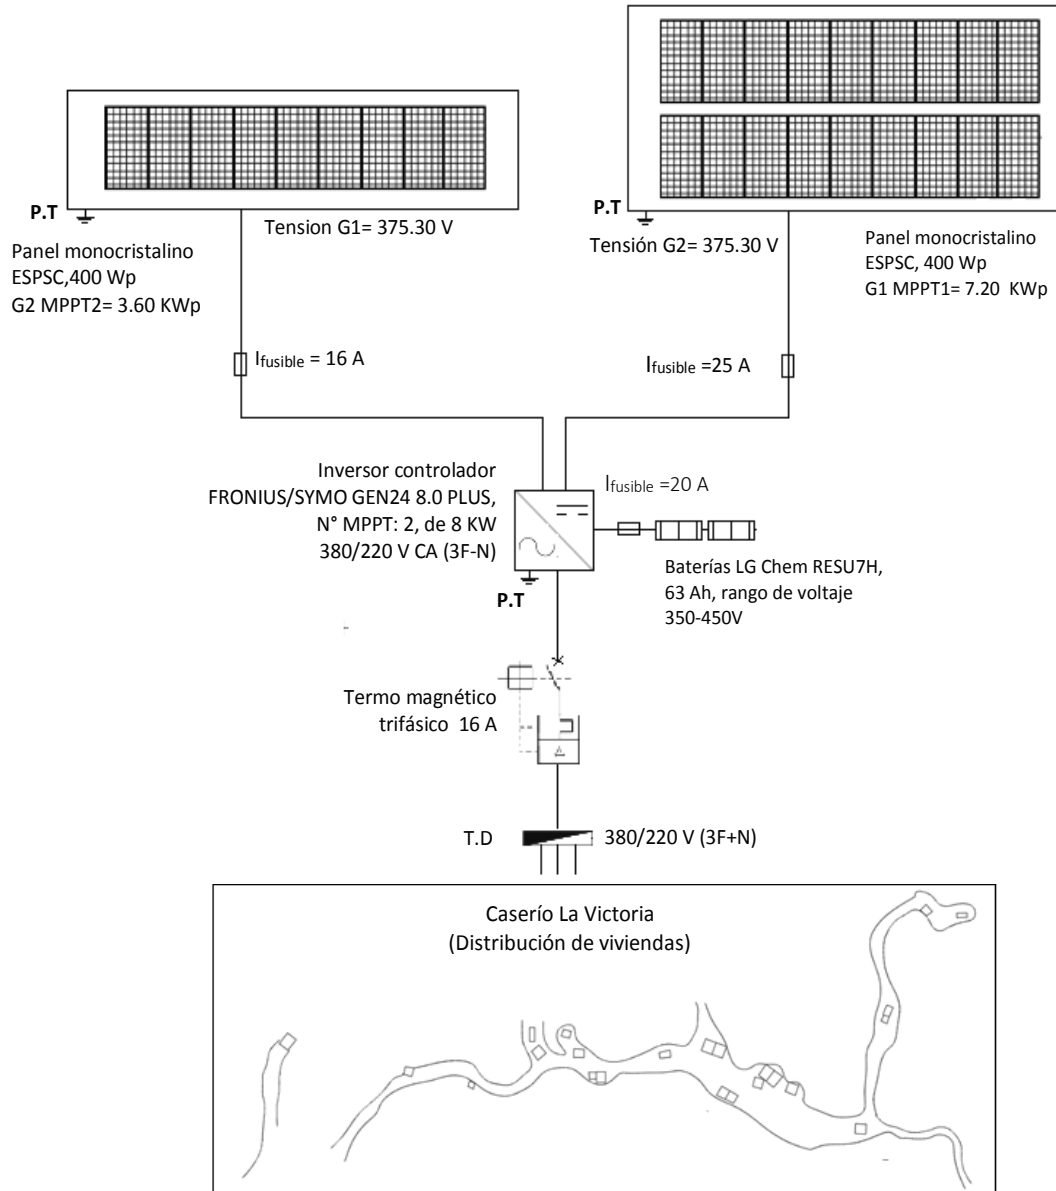 P.T
Tension G1= 375.30 V
Panel monocristalino
ESPSC,400 Wp
G2 MPPT2= 3.60 KWp
P.T
Tensión G2= 375.30 V
Panel monocristalino
ESPSC, 400 Wp
G1 MPPT1= 7.20 KWp
Ifusible = 16 A
Ifusible =25 A
Inversor controlador
FRONIUS/SYMO GEN24 8.0 PLUS,
N° MPPT: 2, de 8 KW
380/220 V CA (3F-N)
Ifusible =20 A
P.T
Baterías LG Chem RESU7H,
63 Ah, rango de voltaje
350-450V
Termo magnético
trifásico 16 A
T.D
380/220 V (3F+N)
Caserío La Victoria
(Distribución de viviendas)